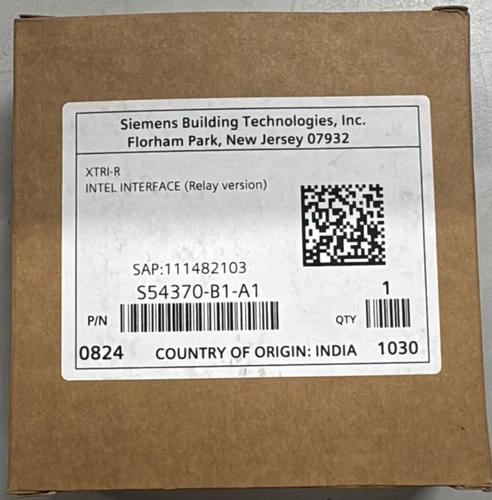 Siemens Building Technologies, Inc.
Florham Park, New Jersey 07932
XTRI-R
INTEL INTERFACE (Relay version)
SAP:111482103
S54370-B1-A1
P/N
QTY
1
0824
COUNTRY OF ORIGIN: INDIA
1030